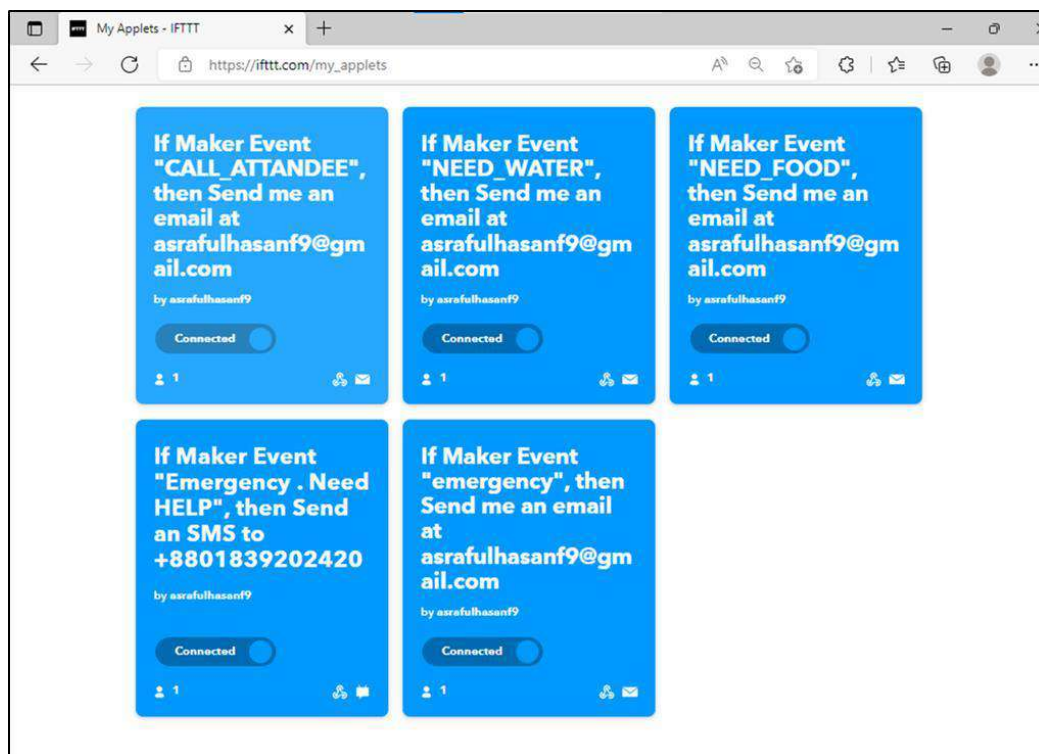 My Applets - IFTTT
https://ifttt.com/my_applets
If Maker Event
"CALL_ATTANDEE",
then Send me an
email at
asrafulhasanf9@gm
ail.com
by asrafulhasanf9
Connected
1
If Maker Event
"NEED_WATER",
then Send me an
email at
asrafulhasanf9@gm
ail.com
by asrafulhasanf9
Connected
1
If Maker Event
"NEED_FOOD",
then Send me an
email at
asrafulhasanf9@gm
ail.com
by asrafulhasanf9
Connected
1
If Maker Event
"Emergency . Need
HELP", then Send
an SMS to
+8801839202420
by asrafulhasanf9
Connected
1
If Maker Event
"emergency", then
Send me an email
at
asrafulhasanf9@gm
ail.com
by asrafulhasanf9
Connected
1